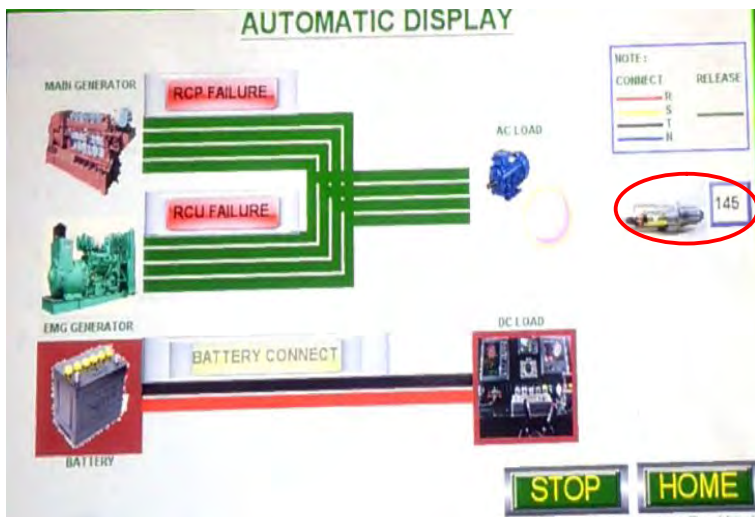 AUTOMATIC DISPLAY
MAIN GENERATOR
RCP FAILURE
NOTE:
CONNECT RELEASE
R
S
T
N
AC LOAD
RCU FAILURE
145
EMG GENERATOR
DC LOAD
BATTERY CONNECT
BATTERY
STOP
HOME